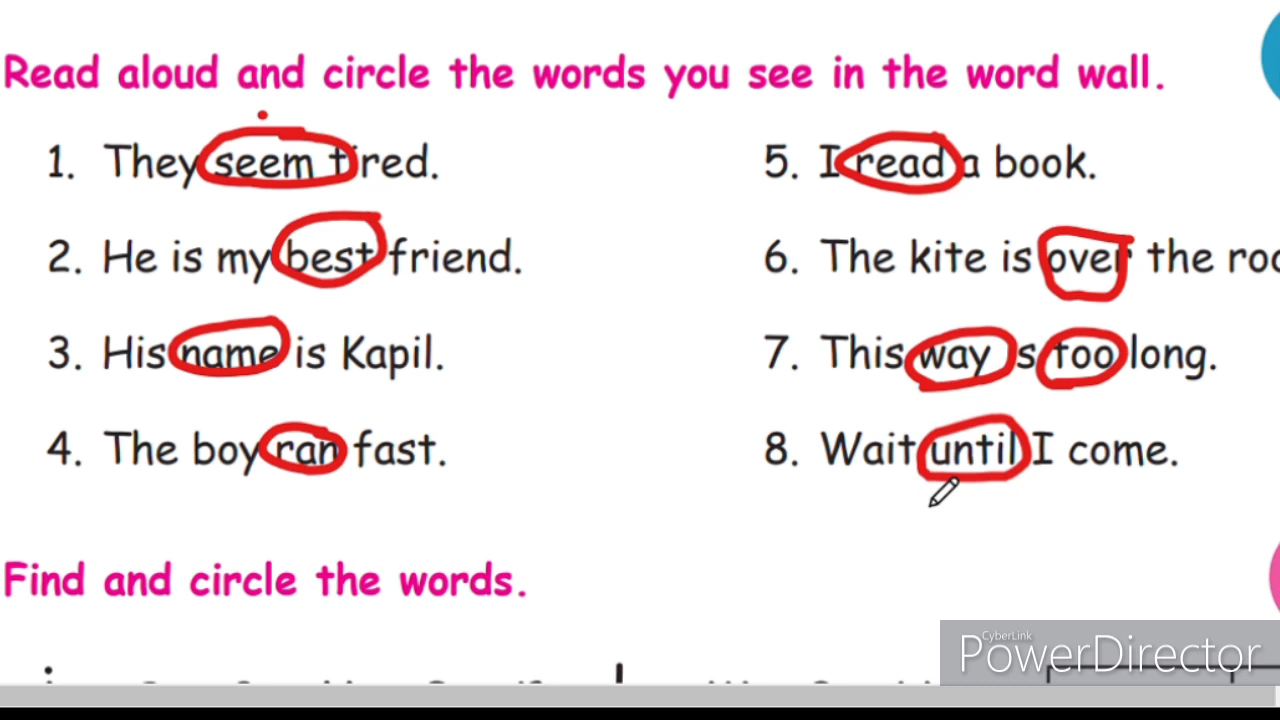 Read aloud and circle the words you see in the word wall.
1. They seem tired.
2. He is my best friend.
3. His name is Kapil.
4. The boy ran fast.
5. I read a book.
6. The kite is over the
7. This way is too long.
8. Wait until I come.
Find and circle the words.
CyberLink
PowerDirector